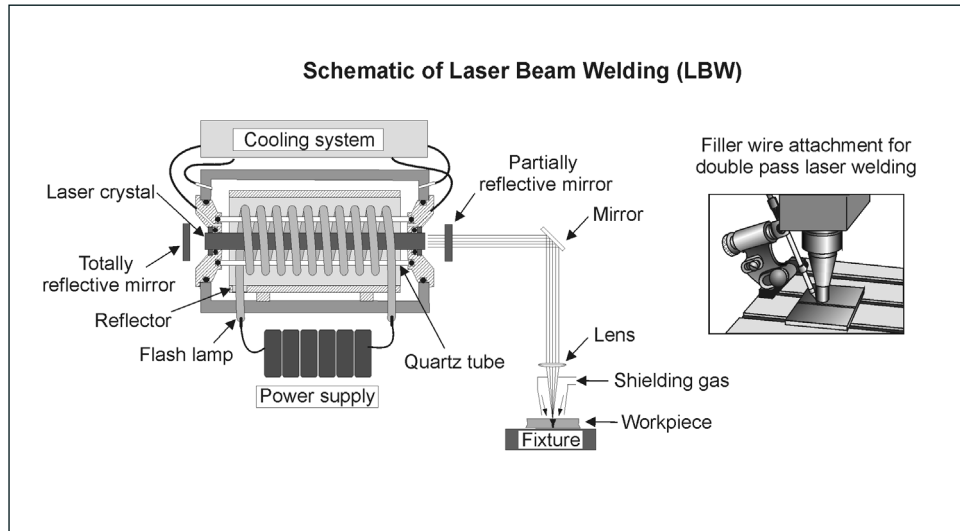 Schematic of Laser Beam Welding (LBW)
Cooling system
Laser crystal
Totally
reflective mirror
Reflector
Flash lamp
Power supply
Quartz tube
Partially
reflective mirror
Mirror
Lens
Shielding gas
Workpiece
Fixture
Filler wire attachment for
double pass laser welding